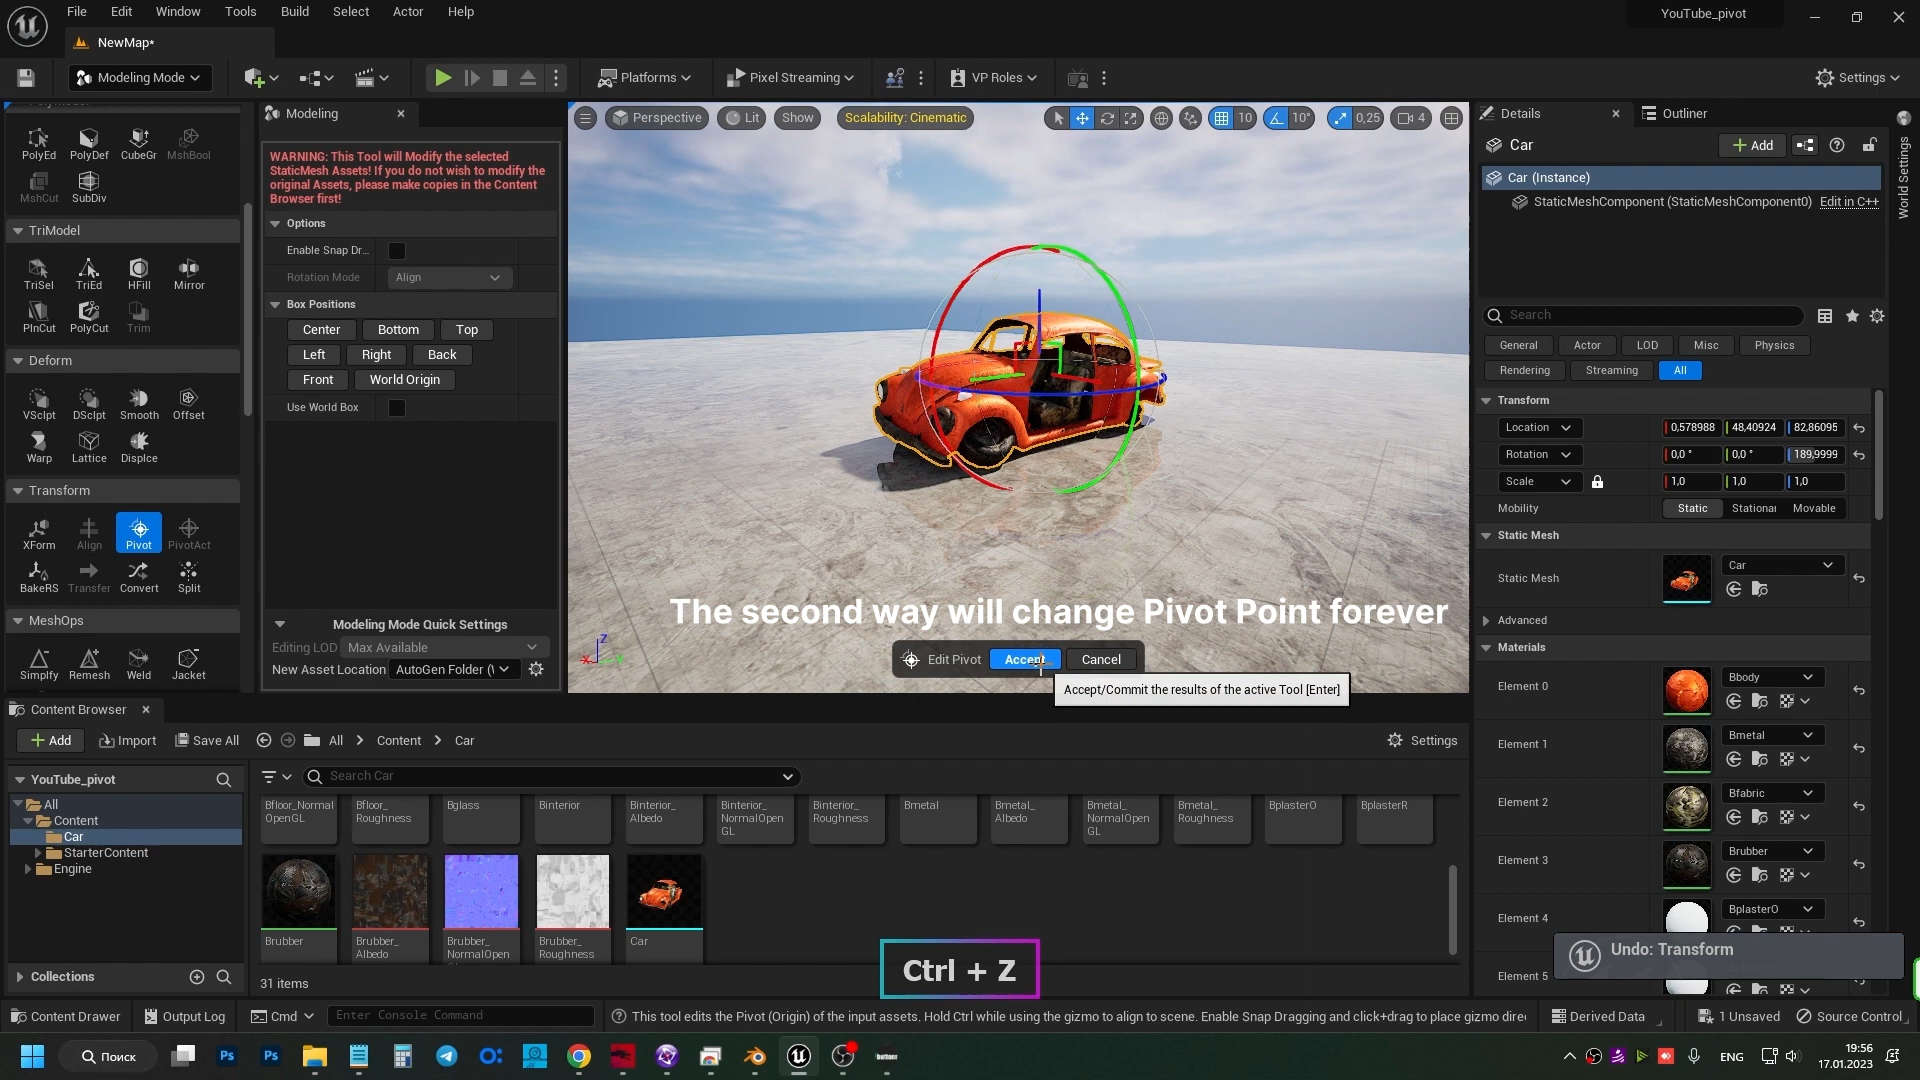 File Edit Window Tools Build Select Actor Help
YouTube_pivot
NewMap*
Modeling Mode
Platforms
Pixel Streaming
VP Roles
Settings
PolyEd PolyDef CubeGr MshBool
MshCut SubDiv
TriModel
TriSel TriEd HFill Mirror
PlnCut PolyCut Trim
Deform
VSclpt DSclpt Smooth Offset
Warp Lattice Displce
Transform
XForm Align Pivot PivotAct
BakeRS Transfer Convert Split
MeshOps
Simplfy Remesh Weld Jacket
Modeling
WARNING: This Tool will Modify the selected
StaticMesh Assets! If you do not wish to modify the
original Assets, please make copies in the Content
Browser first!
Options
Enable Snap Dr...
Rotation Mode Align
Box Positions
Center Bottom Top
Left Right Back
Front World Origin
Use World Box
Modeling Mode Quick Settings
Editing LOD Max Available
New Asset Location AutoGen Folder (
Perspective Lit Show Scalability: Cinematic
10 10° 0,25 4
Z
X
The second way will change Pivot Point forever
Edit Pivot Accept Cancel
Accept/Commit the results of the active Tool [Enter]
Details Outliner
World Settings
Car
Add
Car (Instance)
StaticMeshComponent (StaticMeshComponent0) Edit in C++
Search
General Actor LOD Misc Physics
Rendering Streaming All
Transform
Location 0,578988 48,40924 82,86095
Rotation 0,0 ° 0,0 ° 189,9999
Scale 1,0 1,0 1,0
Mobility Static Stationar Movable
Static Mesh
Static Mesh Car
Advanced
Materials
Element 0 Bbody
Element 1 Bmetal
Element 2 Bfabric
Element 3 Brubber
Element 4 BplasterO
Element 5
Undo: Transform
Content Browser
Add Import Save All All Content Car Settings
YouTube_pivot
Search Car
All
Content
Car
StarterContent
Engine
Collections
Bfloor_Normal
OpenGL
Bfloor_
Roughness
Bglass
Binterior
Binterior_
Albedo
Binterior_
NormalOpen
GL
Binterior_
Roughness
Bmetal
Bmetal_
Albedo
Bmetal_
NormalOpen
GL
Bmetal_
Roughness
BplasterO
BplasterR
Brubber
Brubber_
Albedo
Brubber_
NormalOpen
Brubber_
Roughness
Car
31 items
Ctrl + Z
Content Drawer Output Log Cmd Enter Console Command
This tool edits the Pivot (Origin) of the input assets. Hold Ctrl while using the gizmo to align to scene. Enable Snap Dragging and click+drag to place gizmo dire
Derived Data 1 Unsaved Source Control
Поиск
Ps Ps
ENG
19:56
17.01.2023